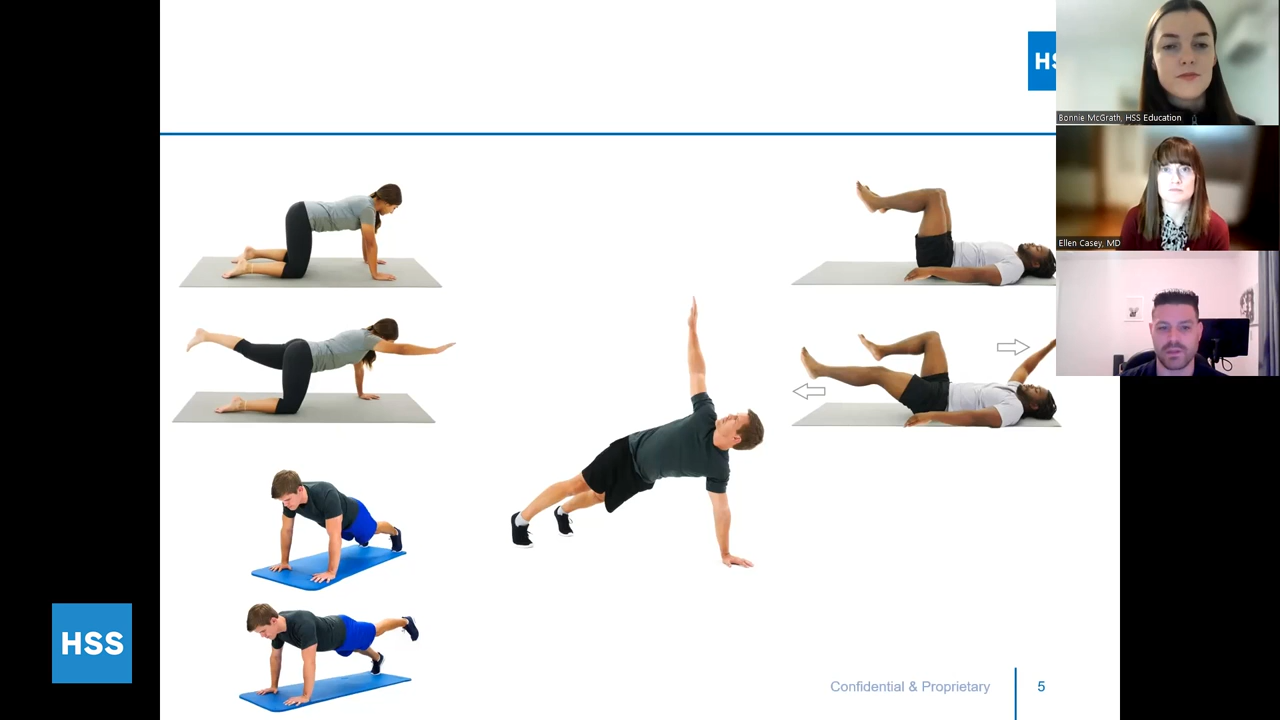 HS
Bonnie McGrath, HSS Education
Ellen Casey, MD
HSS
Confidential & Proprietary
5